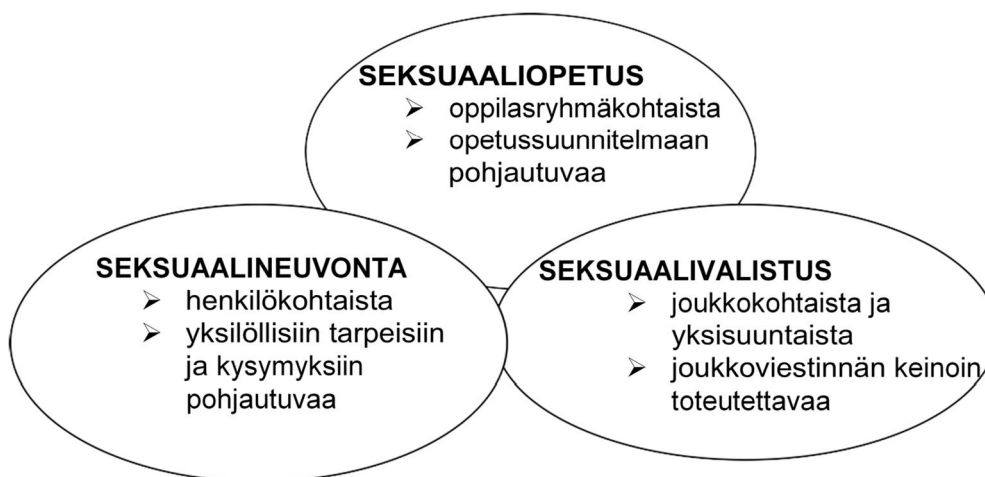 SEKSUAALIOPETUS
➢ oppilasryhmäkohtaista
➢ opetussuunnitelmaan
pohjautuvaa
SEKSUAALINEUVONTA
➢ henkilökohtaista
➢ yksilöllisiin tarpeisiin
ja kysymyksiin
pohjautuvaa
SEKSUAALIVALISTUS
➢ joukkokohtaista ja
yksisuuntaista
➢ joukkoviestinnän keinoin
toteutettavaa